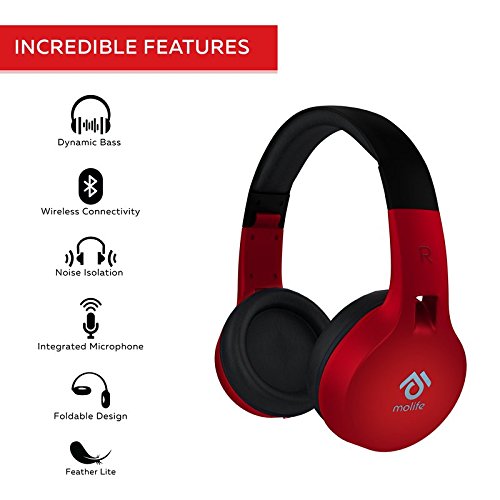 INCREDIBLE FEATURES
Dynamic Bass
Wireless Connectivity
Noise Isolation
Integrated Microphone
Foldable Design
Feather Lite
R
molife